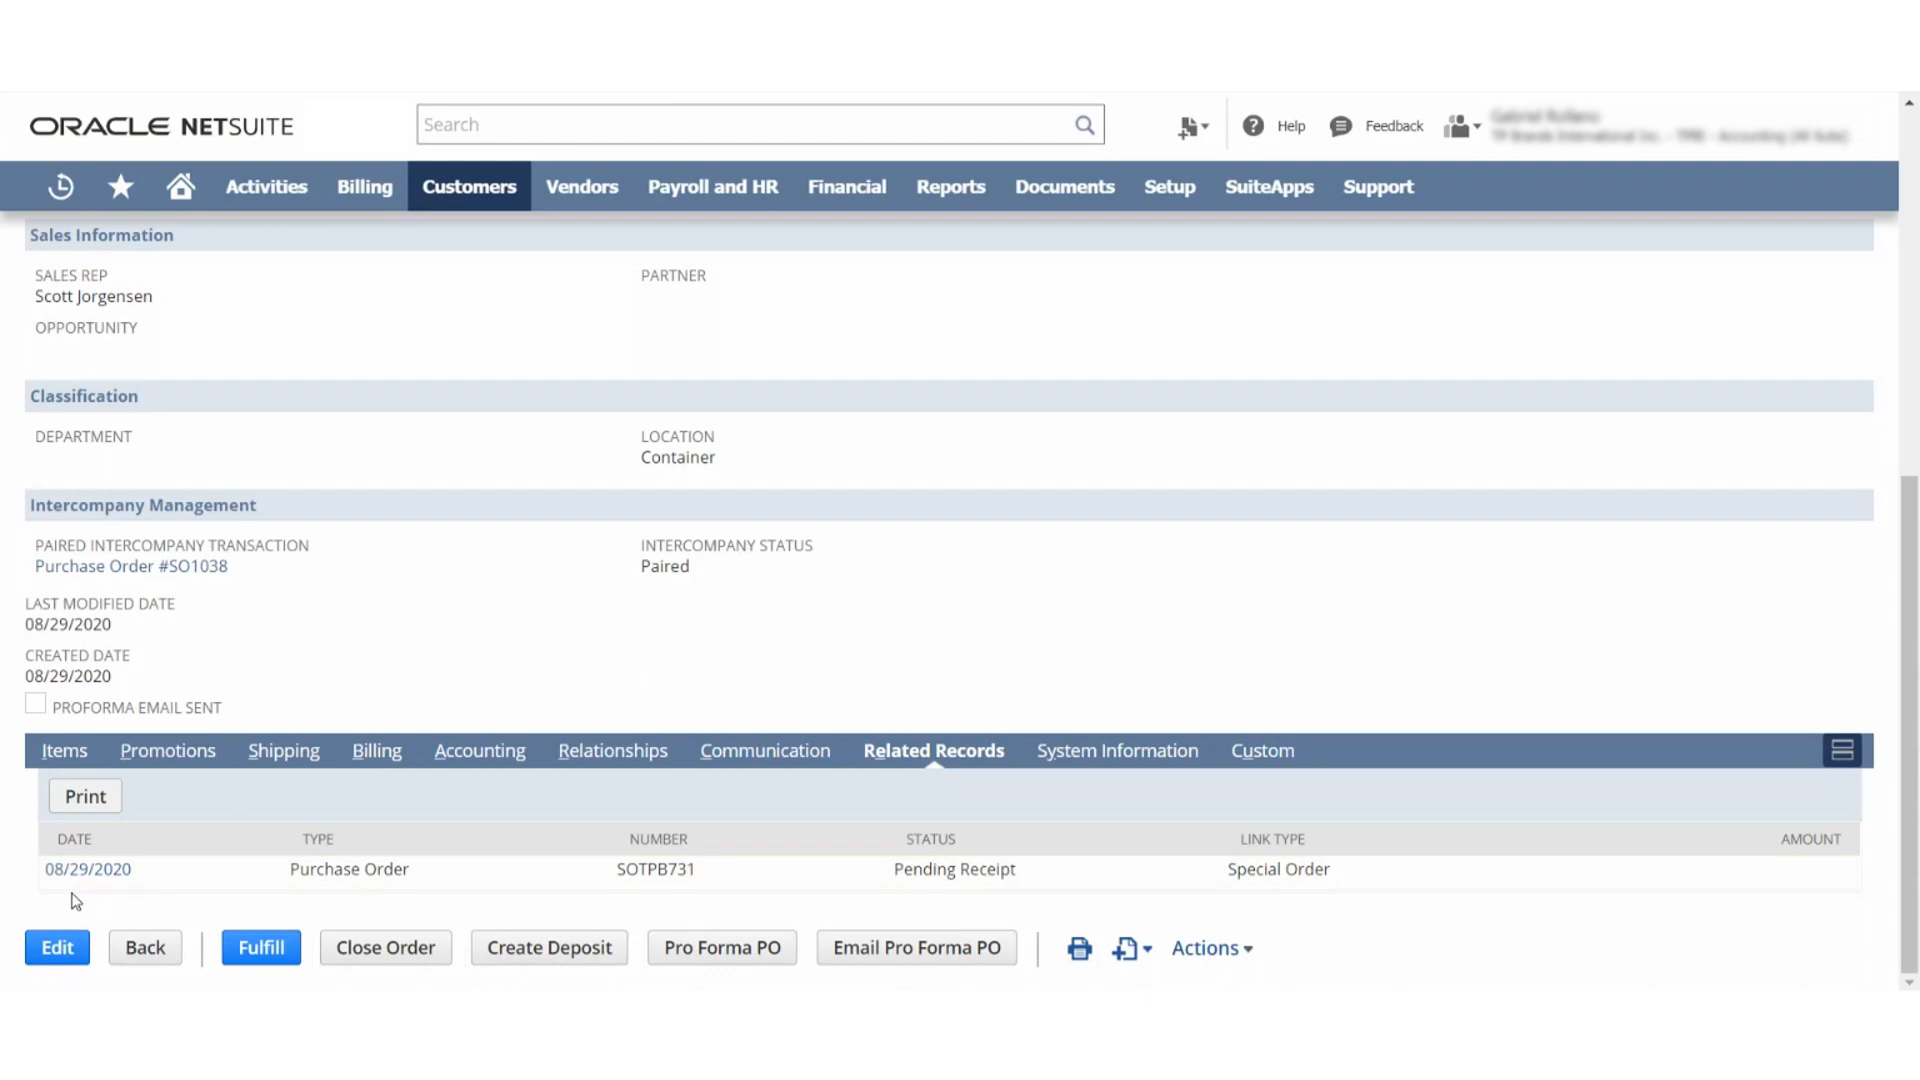 ORACLE NETSUITE
Search
Help
Feedback
Activities
Billing
Customers
Vendors
Payroll and HR
Financial
Reports
Documents
Setup
SuiteApps
Support
Sales Information
SALES REP
PARTNER
Scott Jorgensen
OPPORTUNITY
Classification
DEPARTMENT
LOCATION
Container
Intercompany Management
PAIRED INTERCOMPANY TRANSACTION
INTERCOMPANY STATUS
Purchase Order #SO1038
Paired
LAST MODIFIED DATE
08/29/2020
CREATED DATE
08/29/2020
PROFORMA EMAIL SENT
Items
Promotions
Shipping
Billing
Accounting
Relationships
Communication
Related Records
System Information
Custom
Print
DATE
TYPE
NUMBER
STATUS
LINK TYPE
AMOUNT
08/29/2020
Purchase Order
SOTPB731
Pending Receipt
Special Order
Edit
Back
Fulfill
Close Order
Create Deposit
Pro Forma PO
Email Pro Forma PO
Actions